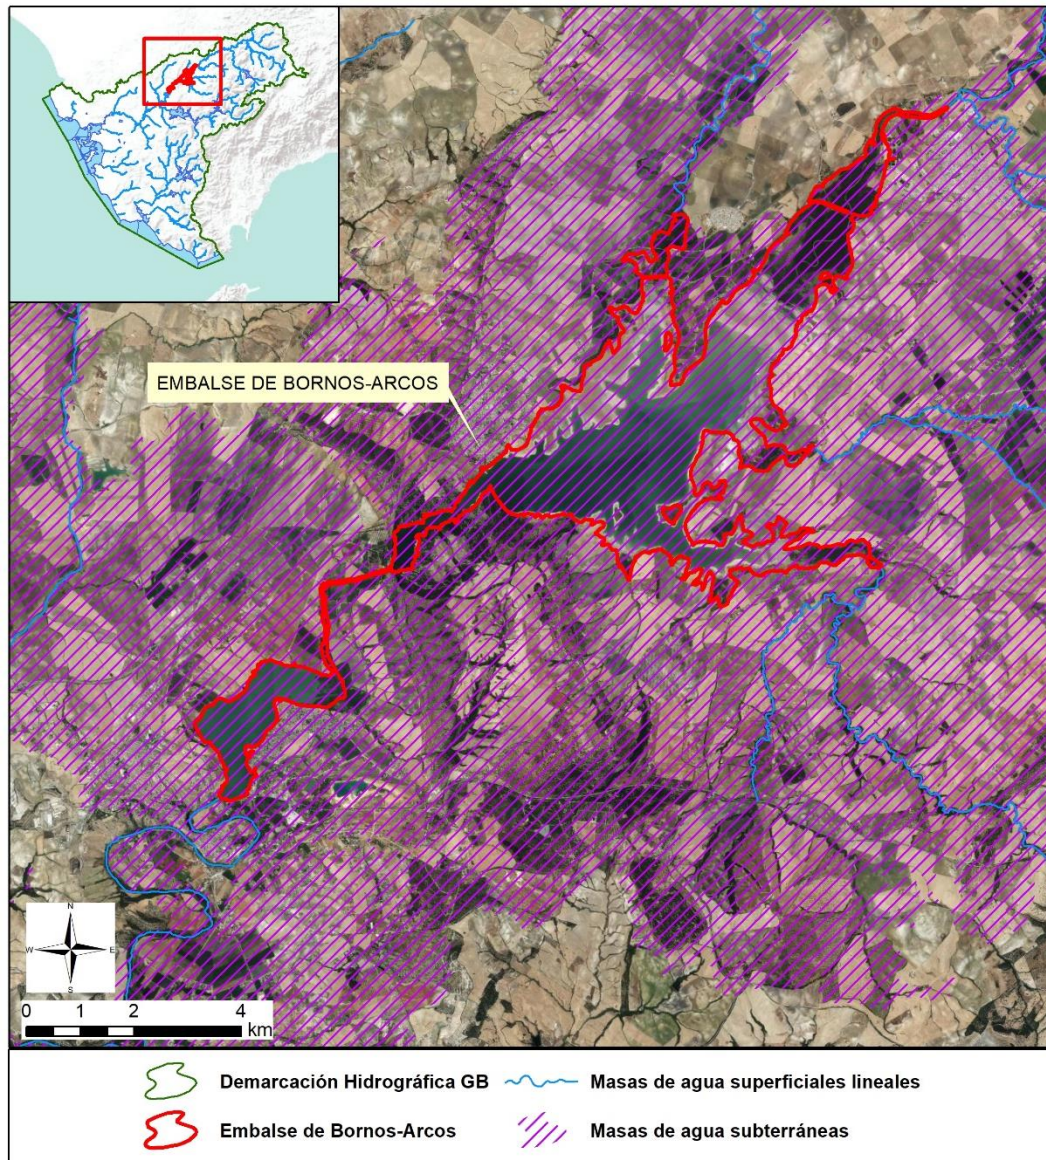 EMBALSE DE BORNOS-ARCOS
N
W E
S
0 1 2 4
km
Demarcación Hidrográfica GB
Masas de agua superficiales lineales
Embalse de Bornos-Arcos
Masas de agua subterráneas